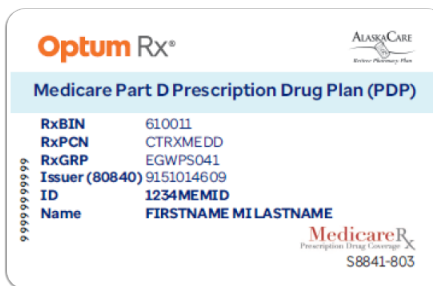 Optum Rx®
ALASKACARE
Retiree Pharmacy Plan
Medicare Part D Prescription Drug Plan (PDP)
RxBIN 610011
RxPCN CTRXMEDD
RxGRP EGWPS041
Issuer (80840) 9151014609
ID 1234MEMID
Name FIRSTNAME MI LASTNAME
99999999999
MedicareRx
Prescription Drug Coverage
S8841-803